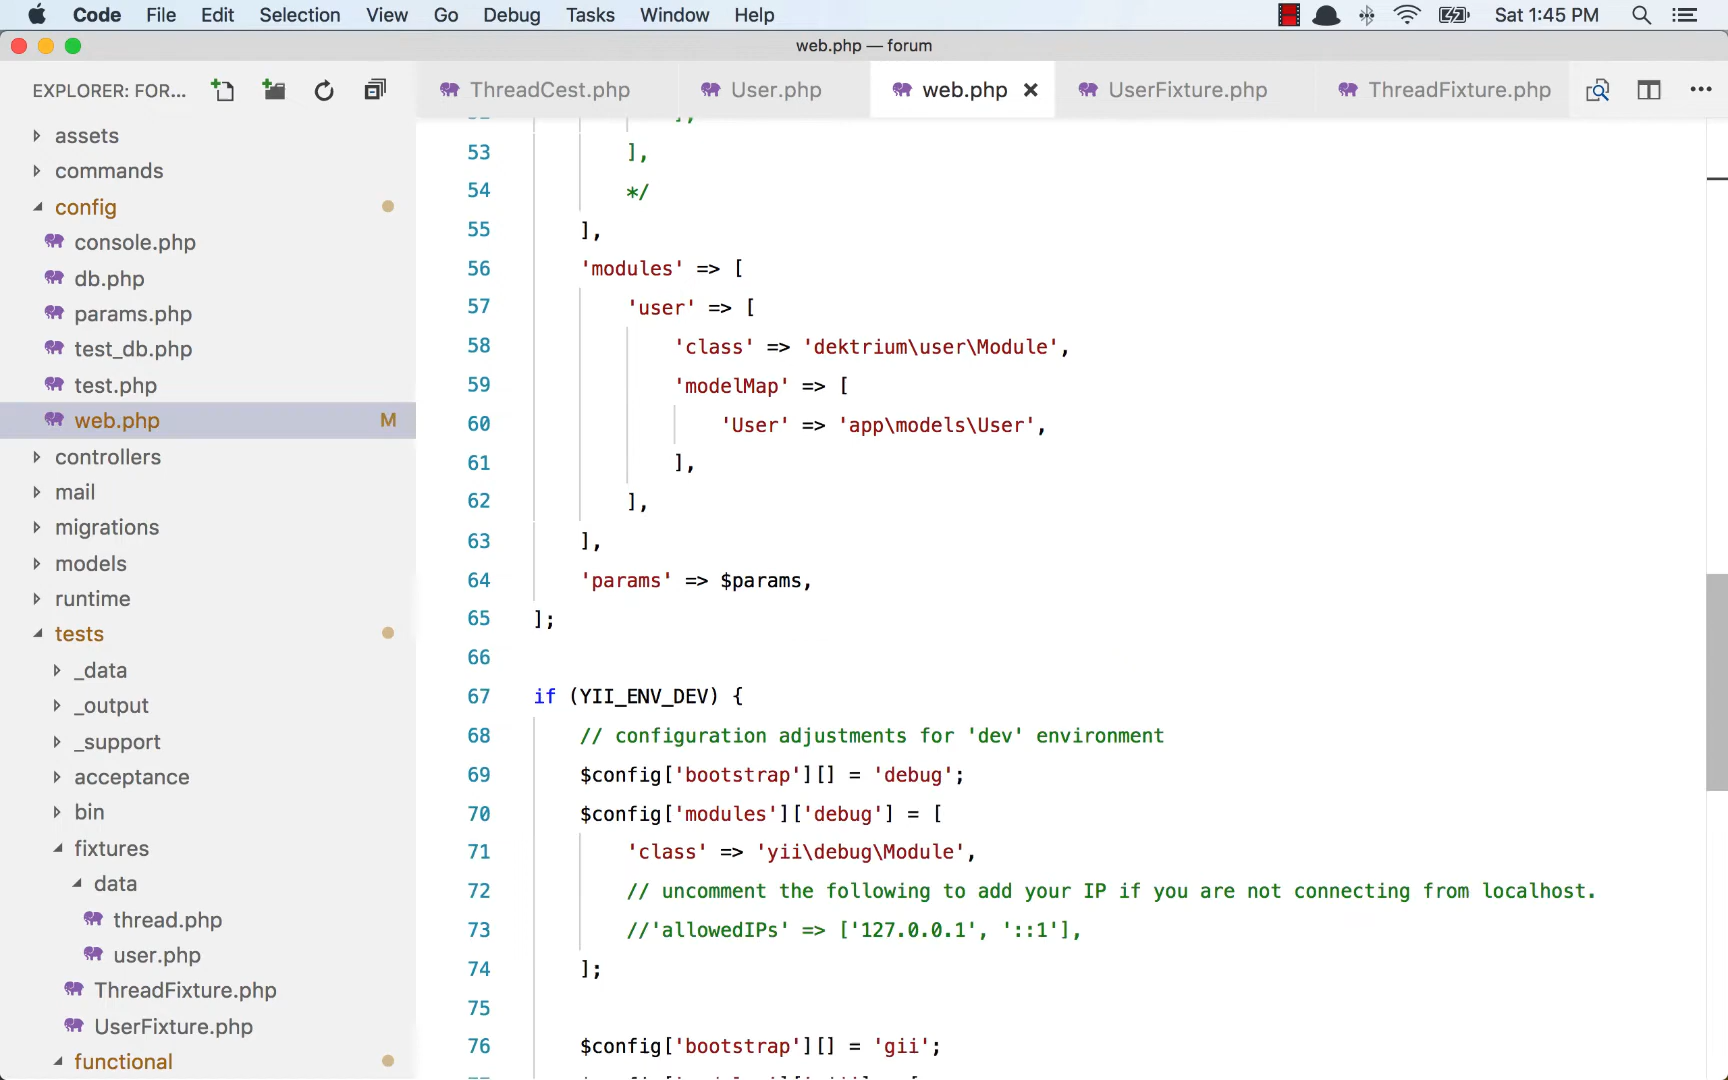 Code File Edit Selection View Go Debug Tasks Window Help Sat 1:45 PM
web.php — forum
EXPLORER: FOR...
ThreadCest.php User.php web.php UserFixture.php ThreadFixture.php
assets
commands
config
console.php
db.php
params.php
test_db.php
test.php
web.php M
controllers
mail
migrations
models
runtime
tests
_data
_output
_support
acceptance
bin
fixtures
data
thread.php
user.php
ThreadFixture.php
UserFixture.php
functional
53 ],
54 */
55 ],
56 'modules' => [
57 'user' => [
58 'class' => 'dektrium\user\Module',
59 'modelMap' => [
60 'User' => 'app\models\User',
61 ],
62 ],
63 ],
64 'params' => $params,
65 ];
66
67 if (YII_ENV_DEV) {
68 // configuration adjustments for 'dev' environment
69 $config['bootstrap'][] = 'debug';
70 $config['modules']['debug'] = [
71 'class' => 'yii\debug\Module',
72 // uncomment the following to add your IP if you are not connecting from localhost.
73 //'allowedIPs' => ['127.0.0.1', '::1'],
74 ];
75
76 $config['bootstrap'][] = 'gii';